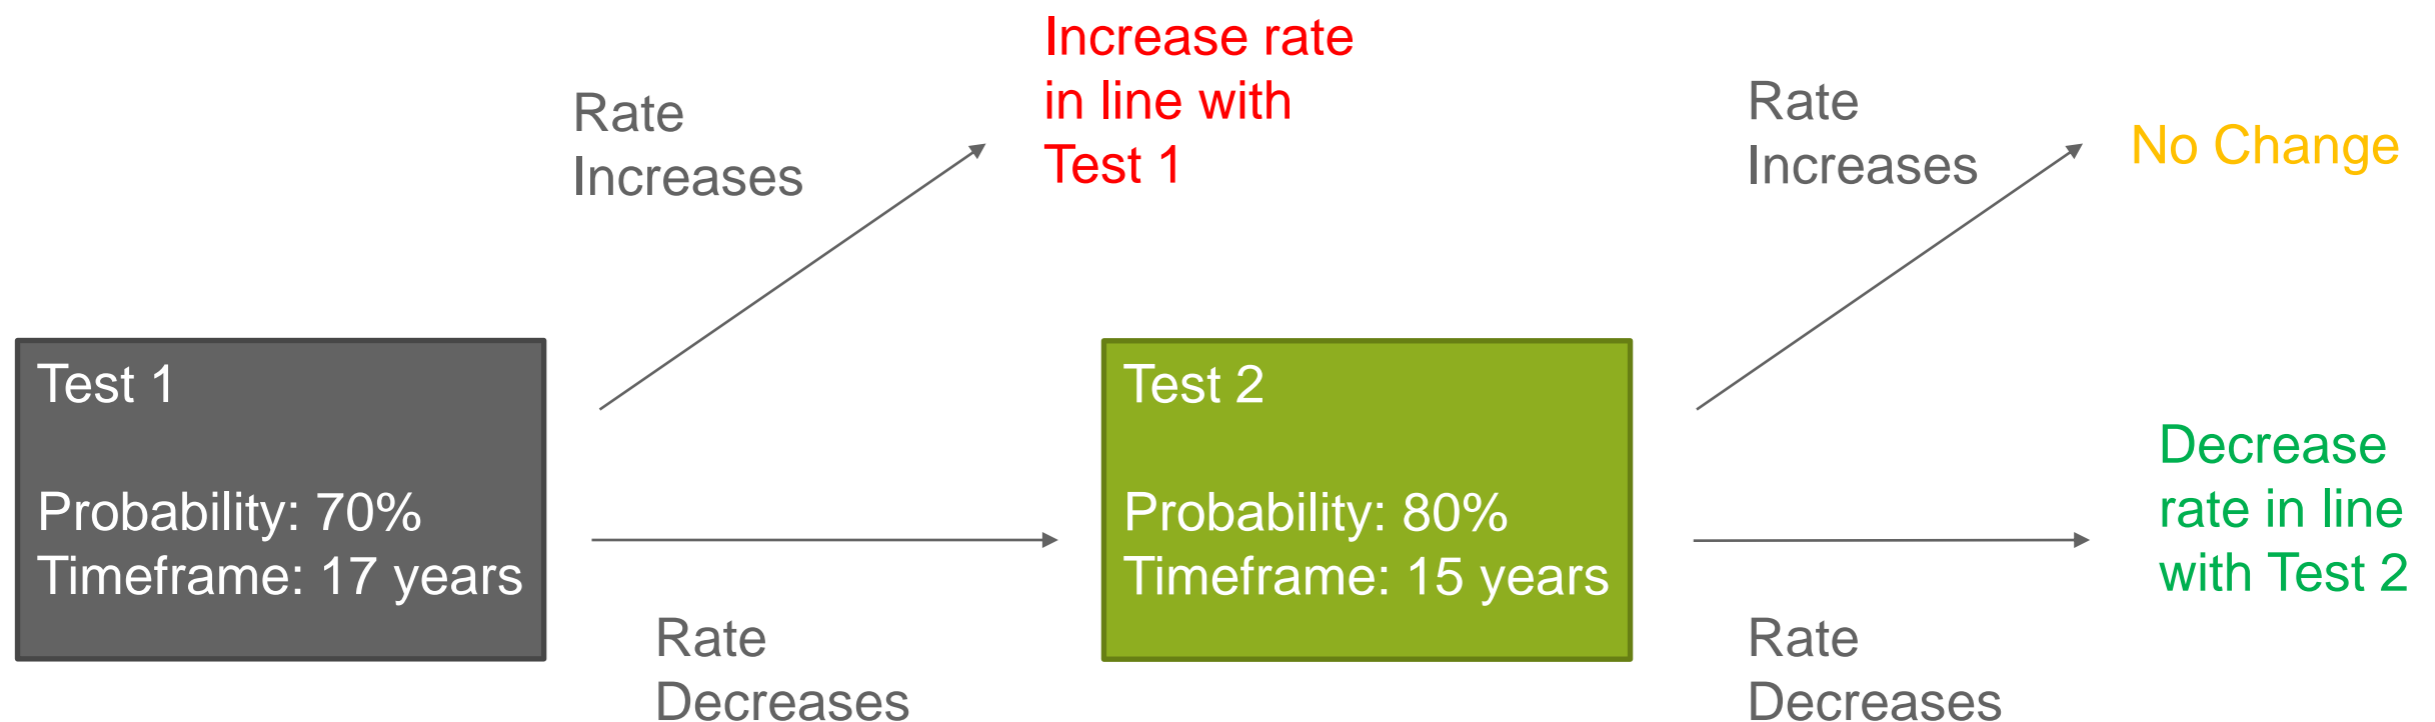 Increase rate
in line with
Test 1
Rate
Increases
Rate
Increases
No Change
Test 1
Probability: 70%
Timeframe: 17 years
Test 2
Probability: 80%
Timeframe: 15 years
Decrease
rate in line
with Test 2
Rate
Decreases
Rate
Decreases